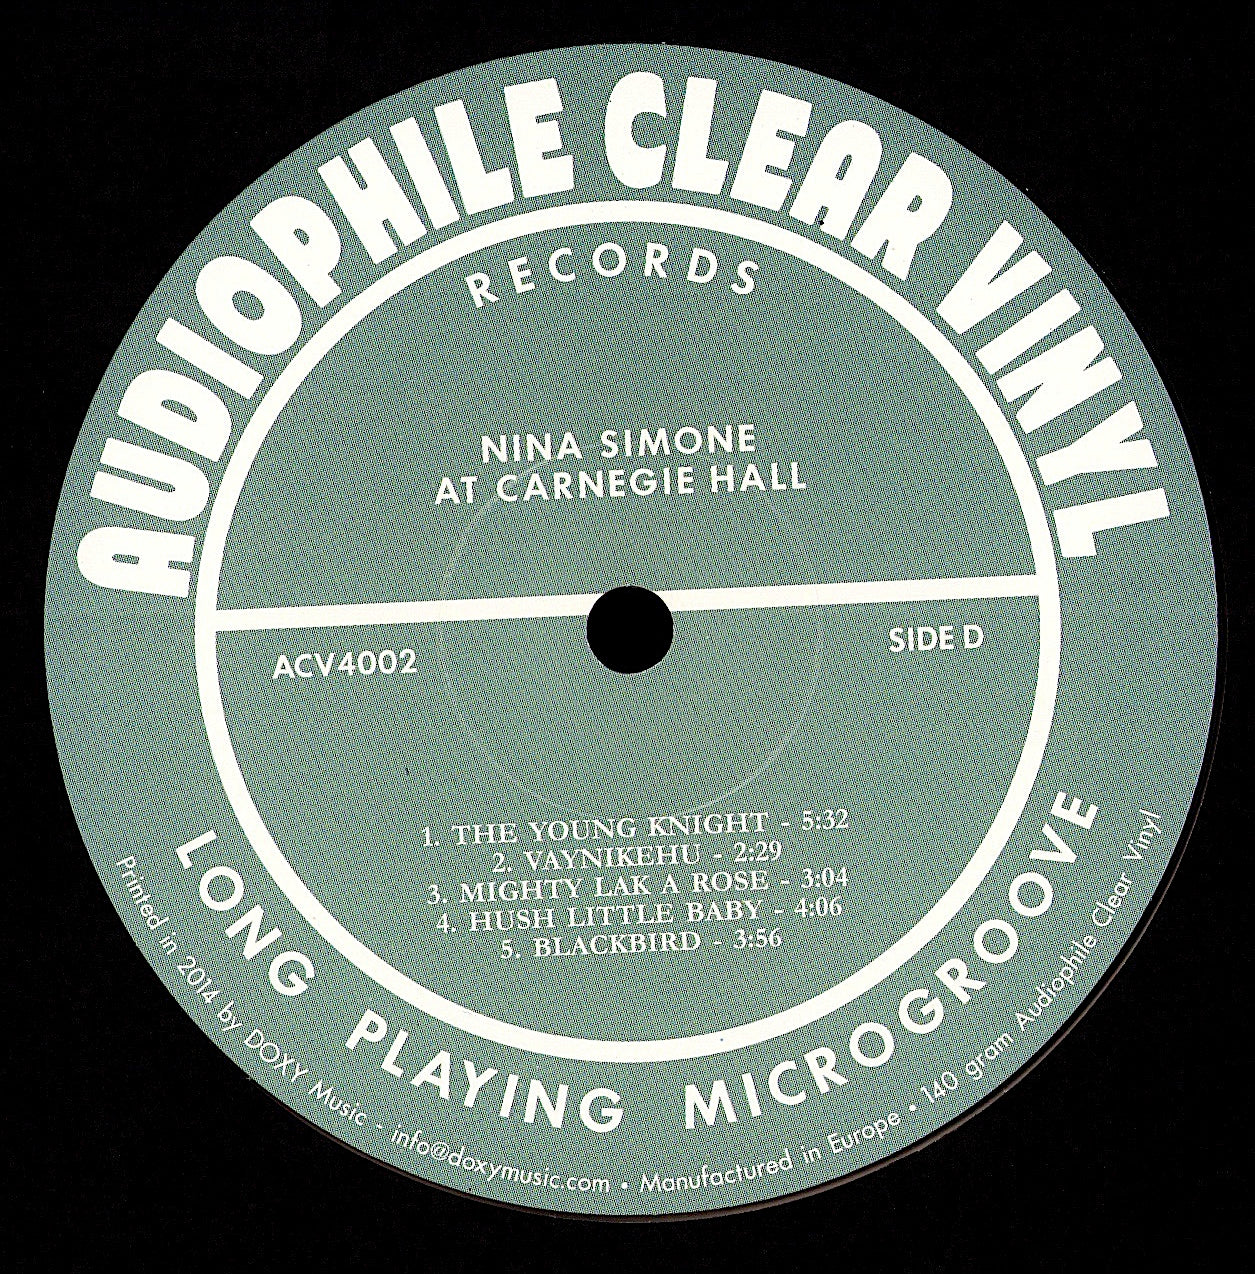 AUDIOPHILE CLEAR VINYL
RECORDS
NINA SIMONE
AT CARNEGIE HALL
ACV4002
SIDE D
1. THE YOUNG KNIGHT - 5:32
2. VAYNIKEHU - 2:29
3. MIGHTY LAK A ROSE - 3:04
4. HUSH LITTLE BABY - 4:06
5. BLACKBIRD - 3:56
LONG PLAYING MICROGROOVE
Printed in 2014 by DOXY Music - info@doxymusic.com • Manufactured in Europe • 140 gram Audiophile Clear Vinyl